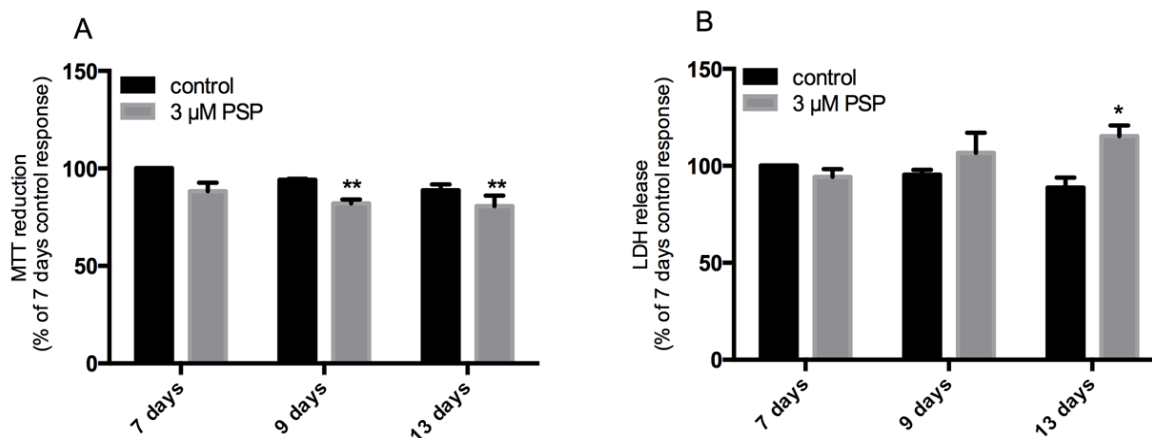 A
MTT reduction
(% of 7 days control response)
150
100
50
0
control
3 µM PSP
**
**
7 days
9 days
13 days
B
LDH release
(% of 7 days control response)
150
100
50
0
control
3 µM PSP
*
7 days
9 days
13 days